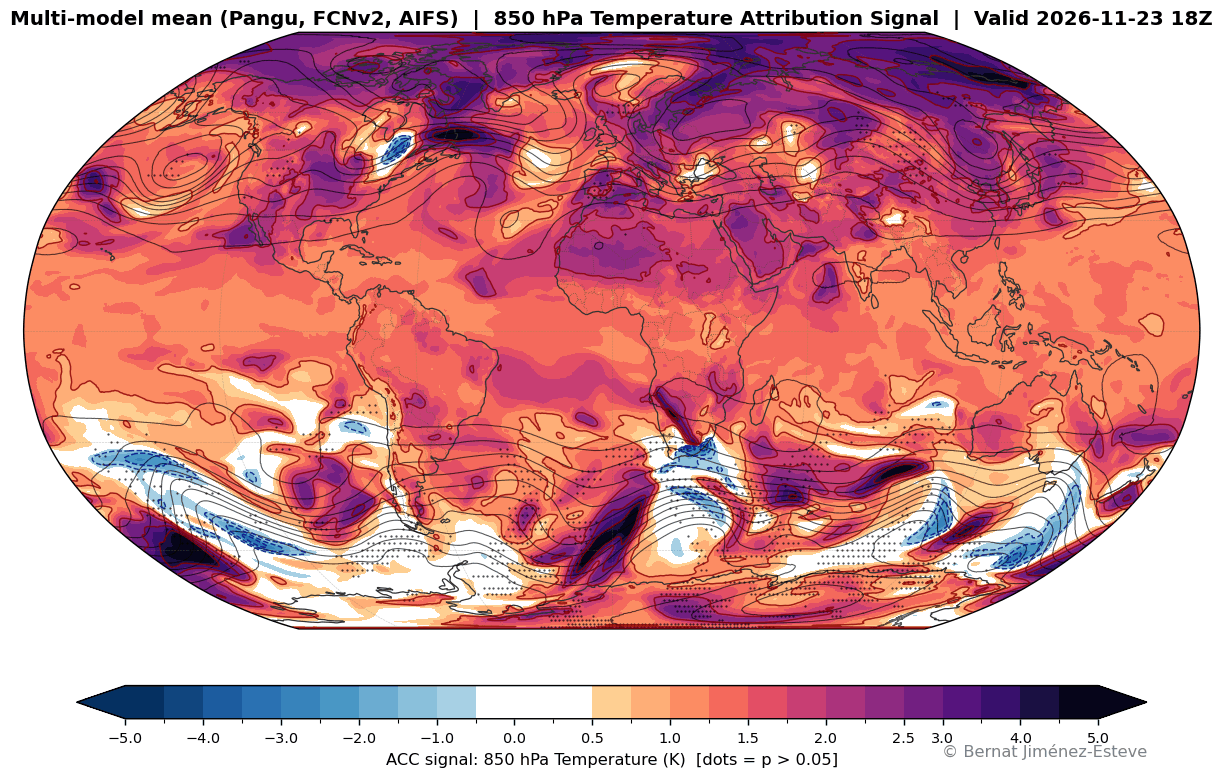 Multi-model mean (Pangu, FCNv2, AIFS)  |  850 hPa Temperature Attribution Signal  |  Valid 2026-11-23 18Z
−5.0 −4.0 −3.0 −2.0 −1.0 0.0 0.5 1.0 1.5 2.0 2.5 3.0 4.0 5.0
ACC signal: 850 hPa Temperature (K)  [dots = p > 0.05]
© Bernat Jiménez-Esteve